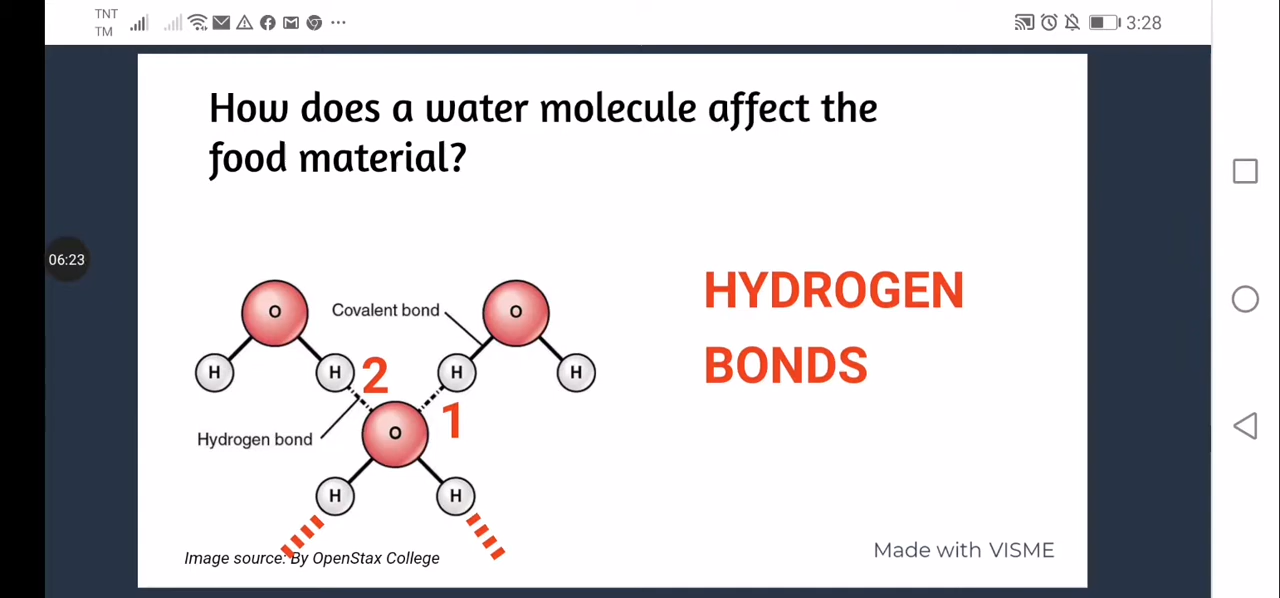 TNT
TM
3:28
How does a water molecule affect the
food material?
06:23
HYDROGEN
BONDS
O
Covalent bond
O
H
H
2
H
H
1
O
Hydrogen bond
H
H
Image source: By OpenStax College
Made with VISME